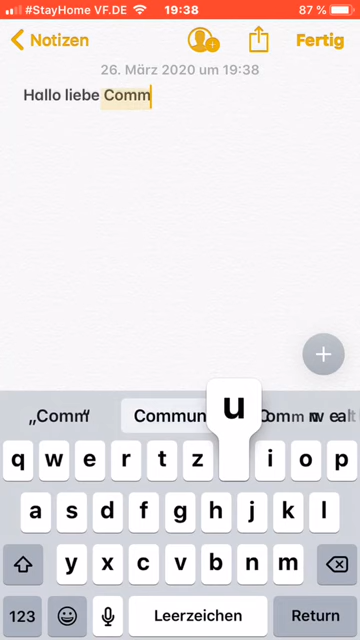 #StayHome VF.DE 19:38 87 %
Notizen Fertig
26. März 2020 um 19:38
Hallo liebe Comm
„Comm“ Commun
u
q w e r t z i o p
a s d f g h j k l
y x c v b n m
123 Leerzeichen Return